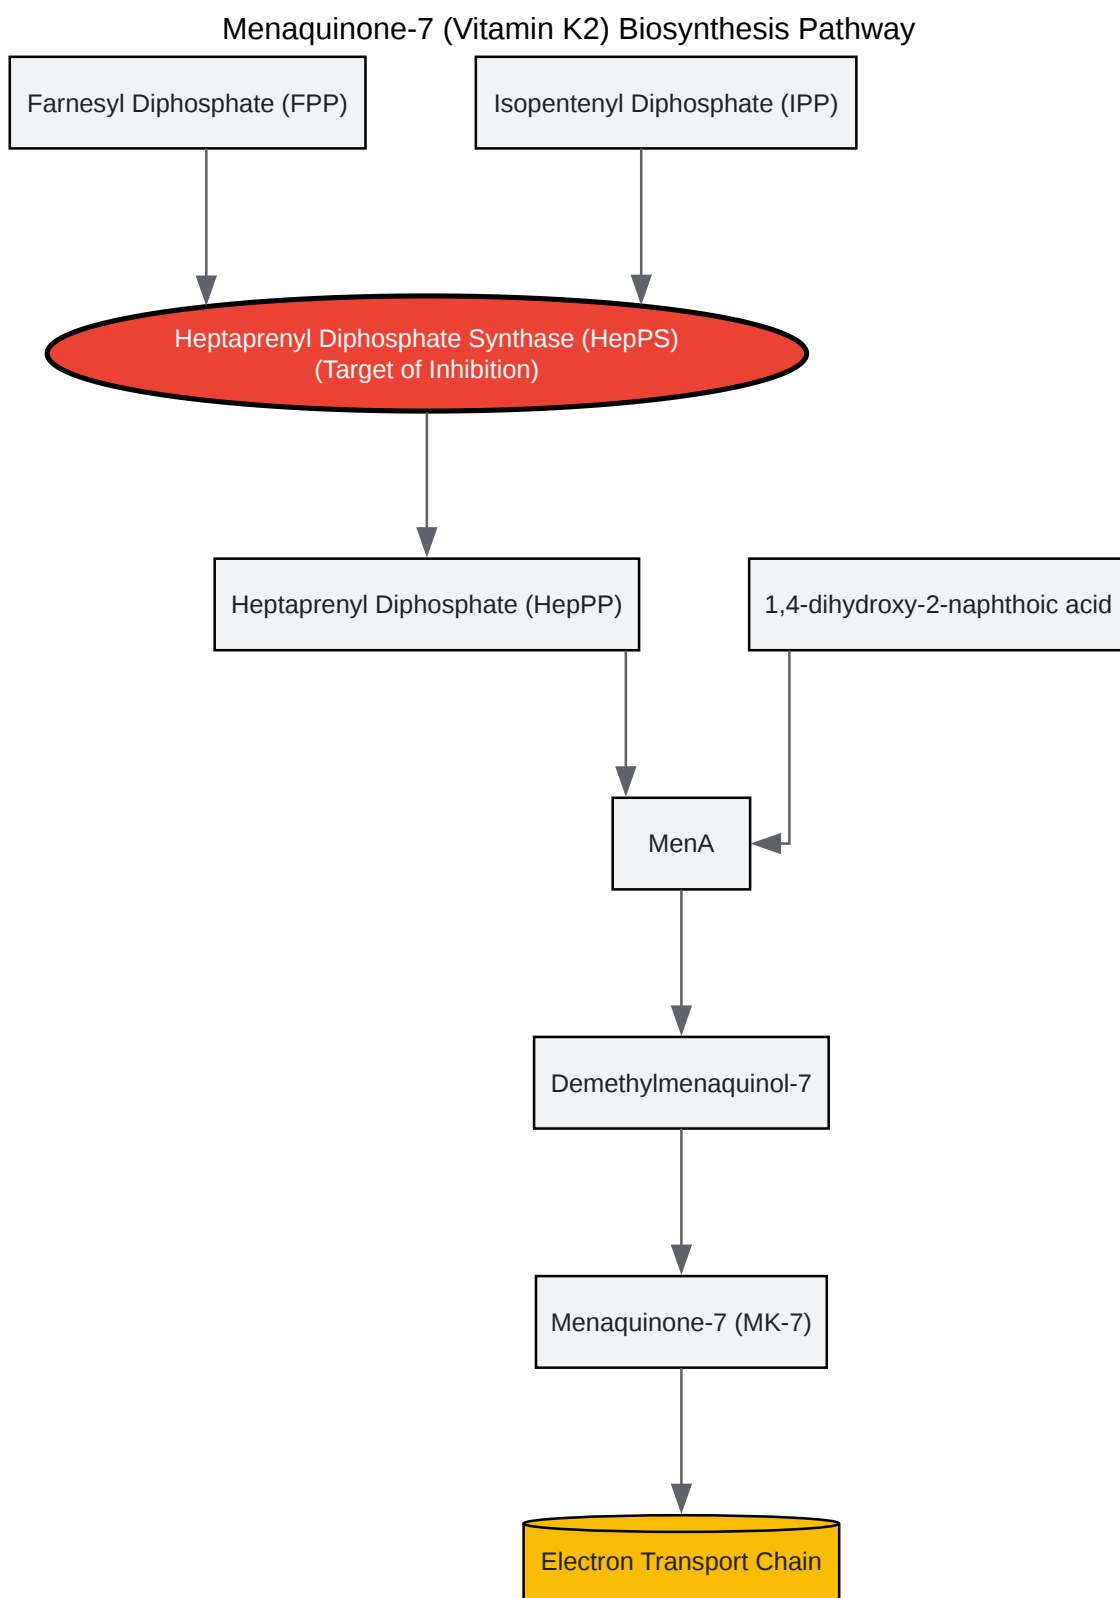 Menaquinone-7 (Vitamin K2) Biosynthesis Pathway
Farnesyl Diphosphate (FPP)
Isopentenyl Diphosphate (IPP)
Heptaprenyl Diphosphate Synthase (HepPS)
(Target of Inhibition)
Heptaprenyl Diphosphate (HepPP)
1,4-dihydroxy-2-naphthoic acid
MenA
Demethylmenaquinol-7
Menaquinone-7 (MK-7)
Electron Transport Chain